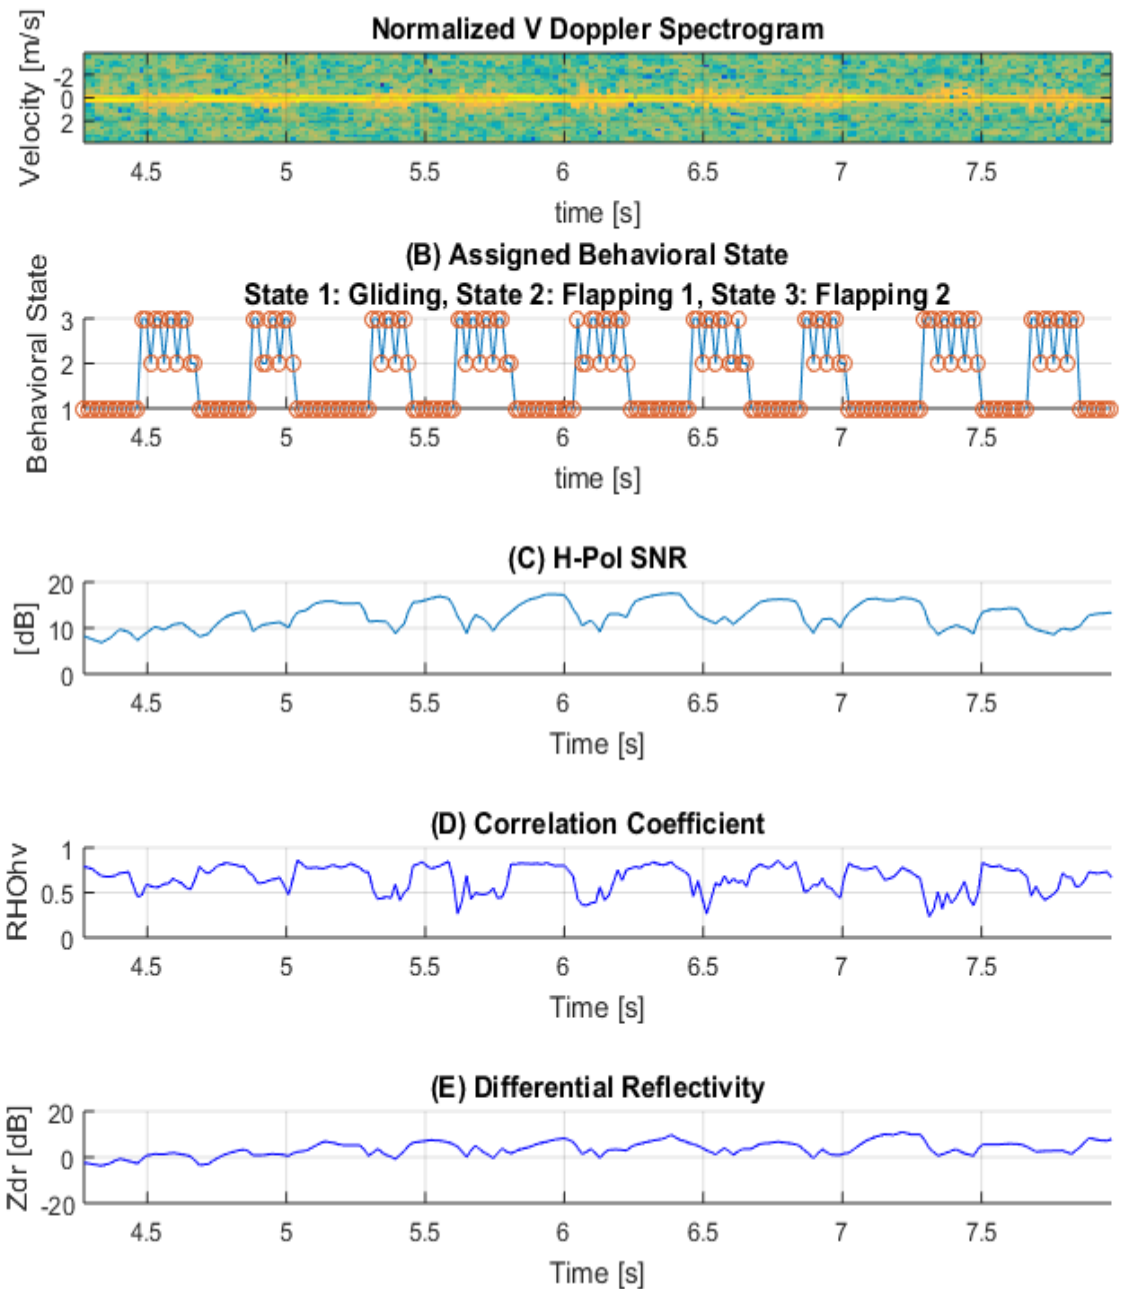 Normalized V Doppler Spectrogram
Velocity [m/s]
-2
0
2
4.5 5 5.5 6 6.5 7 7.5
time [s]
(B) Assigned Behavioral State
State 1: Gliding, State 2: Flapping 1, State 3: Flapping 2
Behavioral State
3
2
1
4.5 5 5.5 6 6.5 7 7.5
time [s]
(C) H-Pol SNR
[dB]
20
10
0
4.5 5 5.5 6 6.5 7 7.5
Time [s]
(D) Correlation Coefficient
RHOhv
1
0.5
0
4.5 5 5.5 6 6.5 7 7.5
Time [s]
(E) Differential Reflectivity
Zdr [dB]
20
0
-20
4.5 5 5.5 6 6.5 7 7.5
Time [s]